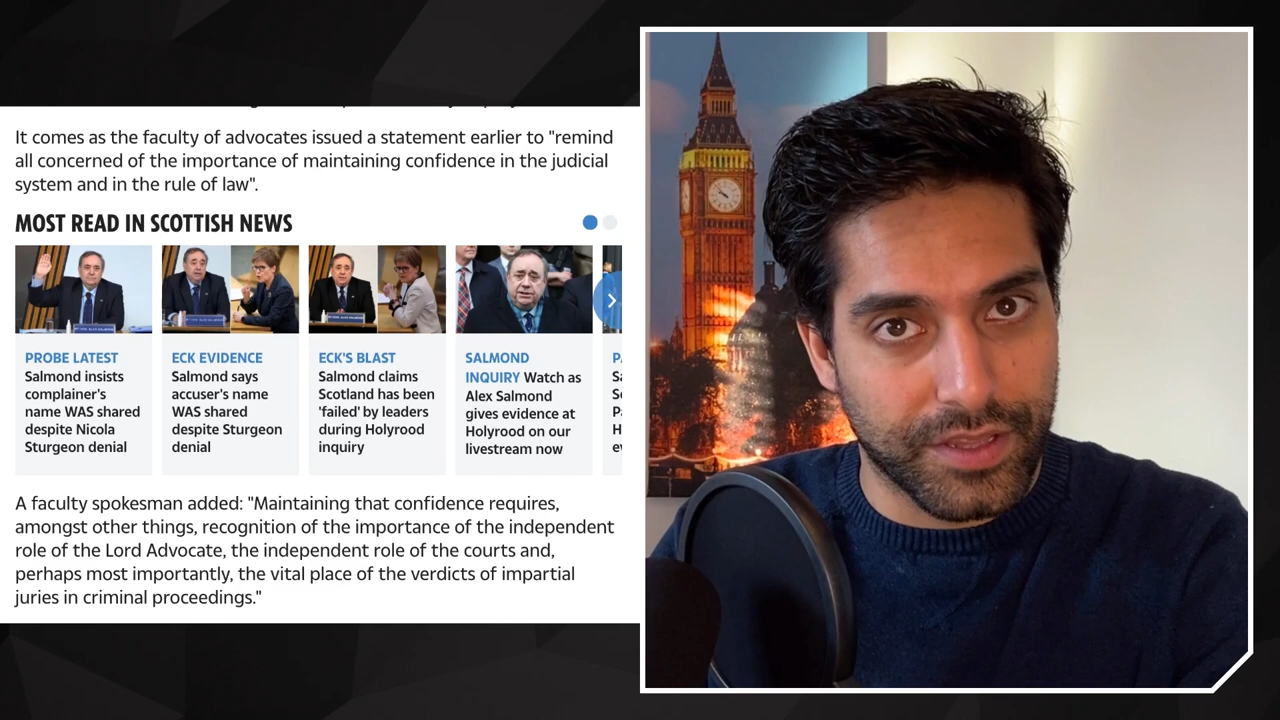 It comes as the faculty of advocates issued a statement earlier to "remind
all concerned of the importance of maintaining confidence in the judicial
system and in the rule of law".
MOST READ IN SCOTTISH NEWS
PROBE LATEST
Salmond insists
complainer's
name WAS shared
despite Nicola
Sturgeon denial
ECK EVIDENCE
Salmond says
accuser's name
WAS shared
despite Sturgeon
denial
ECK'S BLAST
Salmond claims
Scotland has been
'failed' by leaders
during Holyrood
inquiry
SALMOND
INQUIRY Watch as
Alex Salmond
gives evidence at
Holyrood on our
livestream now
A faculty spokesman added: "Maintaining that confidence requires,
amongst other things, recognition of the importance of the independent
role of the Lord Advocate, the independent role of the courts and,
perhaps most importantly, the vital place of the verdicts of impartial
juries in criminal proceedings."